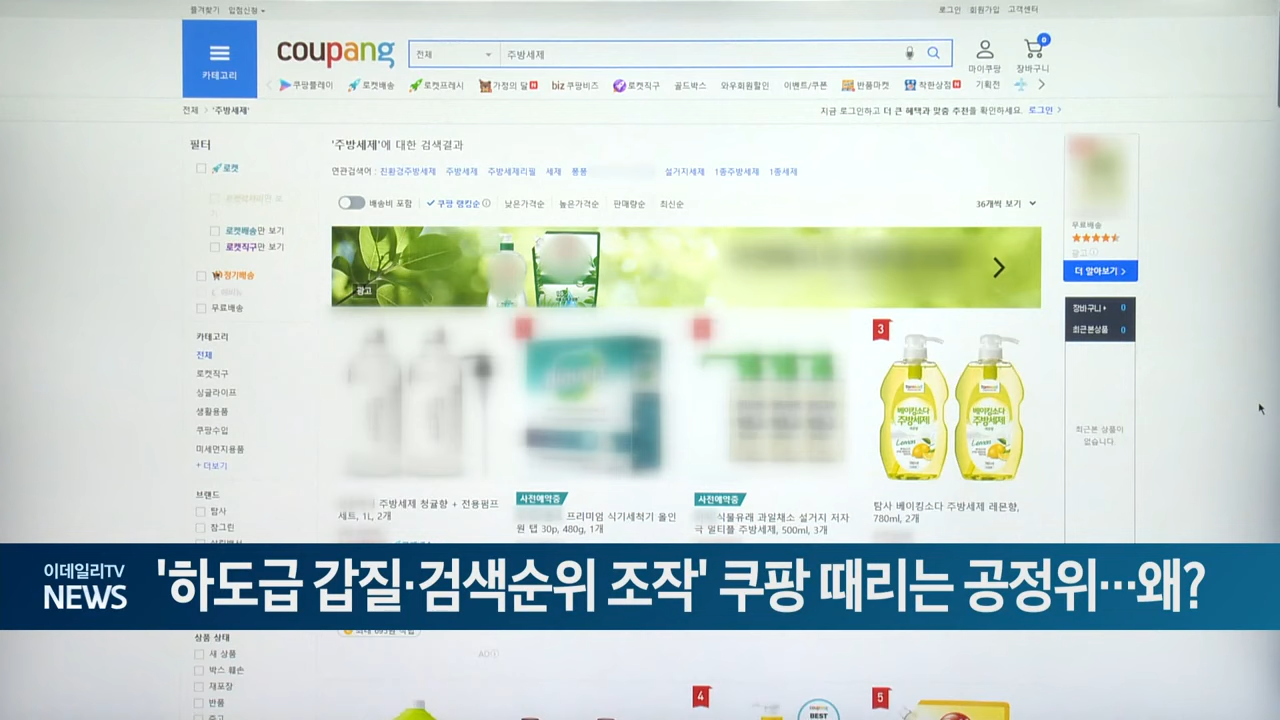 즐겨찾기 입점신청
로그인 회원가입 고객센터
카테고리
coupang
전체 주방세제
마이쿠팡
0
장바구니
쿠팡플레이 로켓배송 로켓프레시 가정의 달 biz 쿠팡비즈 로켓직구 골드박스 와우회원할인 이벤트/쿠폰 반품마켓 착한상점 기획전
전체 > '주방세제'
지금 로그인하고 더 큰 혜택과 맞춤 추천을 확인하세요. 로그인 >
필터
로켓
로켓배송만 보기
로켓직구만 보기
정기배송
무료배송
카테고리
전체
로켓직구
싱글라이프
생활용품
쿠팡수입
미세먼지용품
+ 더보기
브랜드
탐사
참그린
'주방세제'에 대한 검색결과
연관검색어 : 친환경주방세제 주방세제 주방세제리필 세제 퐁퐁 설거지세제 1종주방세제 1종세제
배송비 포함 쿠팡 랭킹순 낮은가격순 높은가격순 판매량순 최신순
36개씩 보기
광고
주방세제 청귤향 + 전용펌프
세트, 1L, 2개
사전예약중
프리미엄 식기세척기 올인
원 탭 30p, 480g, 1개
사전예약중
식물유래 과일채소 설거지 저자
극 멀티플 주방세제, 500ml, 3개
3
베이킹소다
주방세제
Lemon
베이킹소다
주방세제
Lemon
탐사 베이킹소다 주방세제 레몬향,
780ml, 2개
무료배송
광고
더 알아보기 >
장바구니 0
최근본상품 0
최근본 상품이
없습니다.
이데일리TV
NEWS
'하도급 갑질·검색순위 조작' 쿠팡 때리는 공정위…왜?
상품 상태
새 상품
박스 훼손
재포장
반품
중고
AD
4
5
BEST